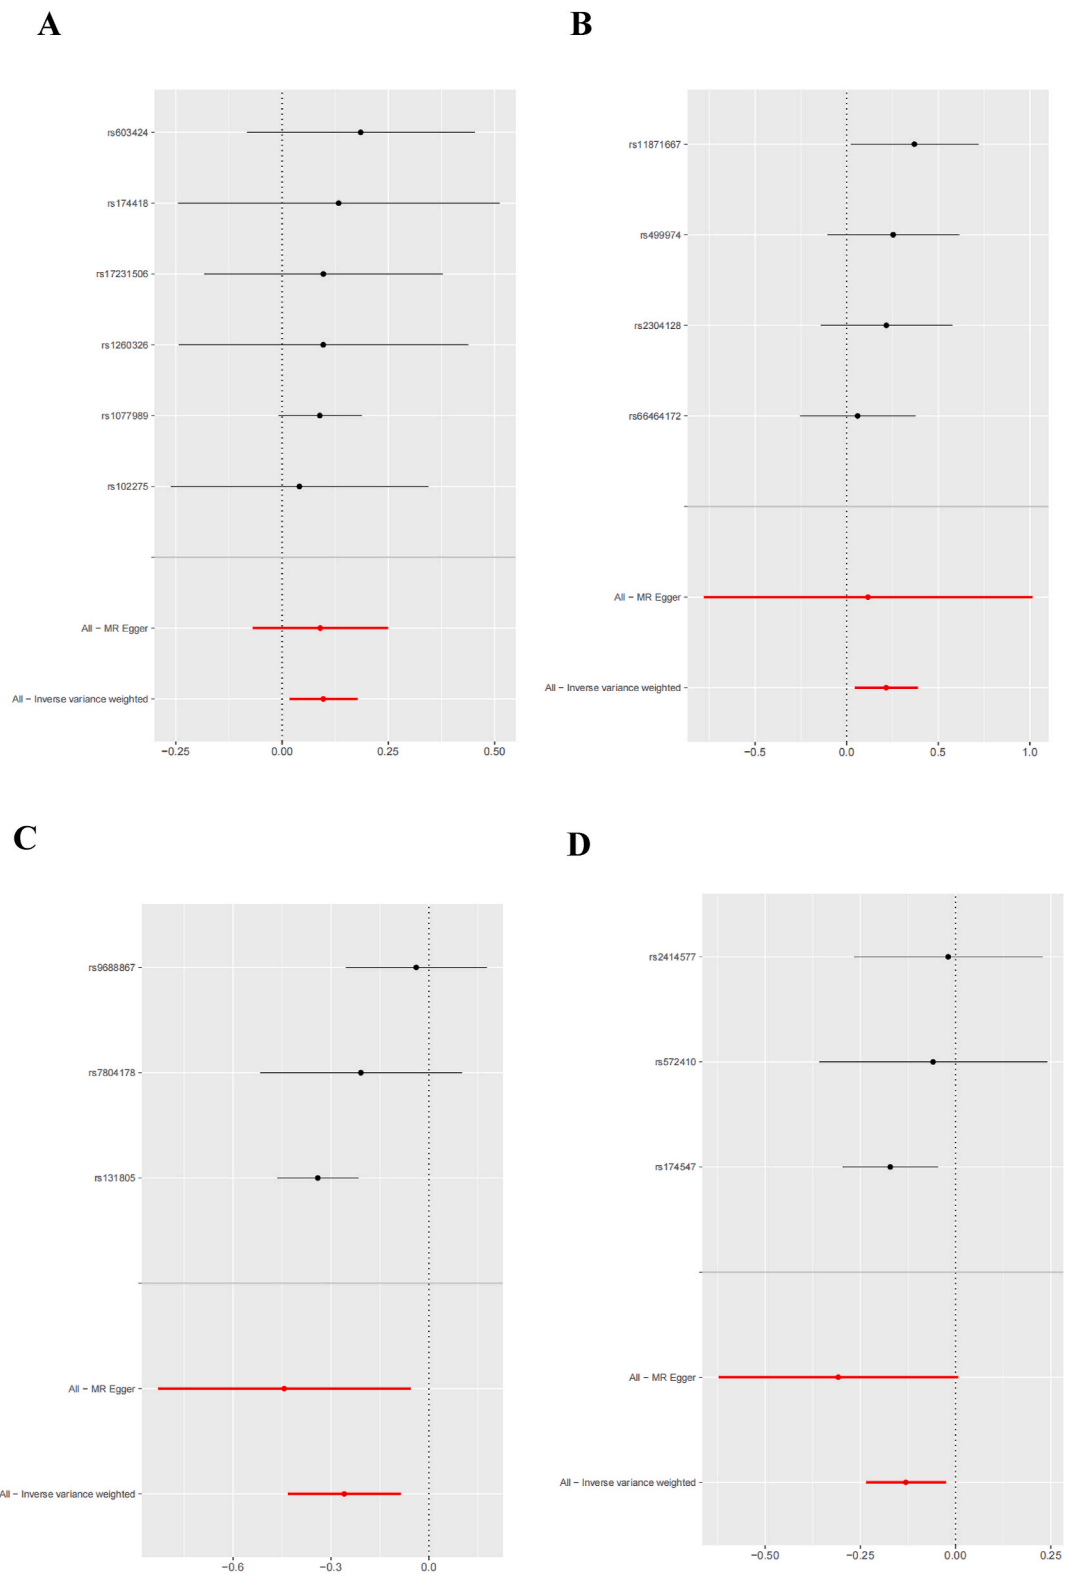 A
rs603424
rs174418
rs17231506
rs1260326
rs1077989
rs102275
All − MR Egger
All − Inverse variance weighted
−0.25 0.00 0.25 0.50
B
rs11871667
rs499974
rs2304128
rs66464172
All − MR Egger
All − Inverse variance weighted
−0.5 0.0 0.5 1.0
C
rs9688867
rs7804178
rs131805
All − MR Egger
All − Inverse variance weighted
−0.6 −0.3 0.0
D
rs2414577
rs572410
rs174547
All − MR Egger
All − Inverse variance weighted
−0.50 −0.25 0.00 0.25